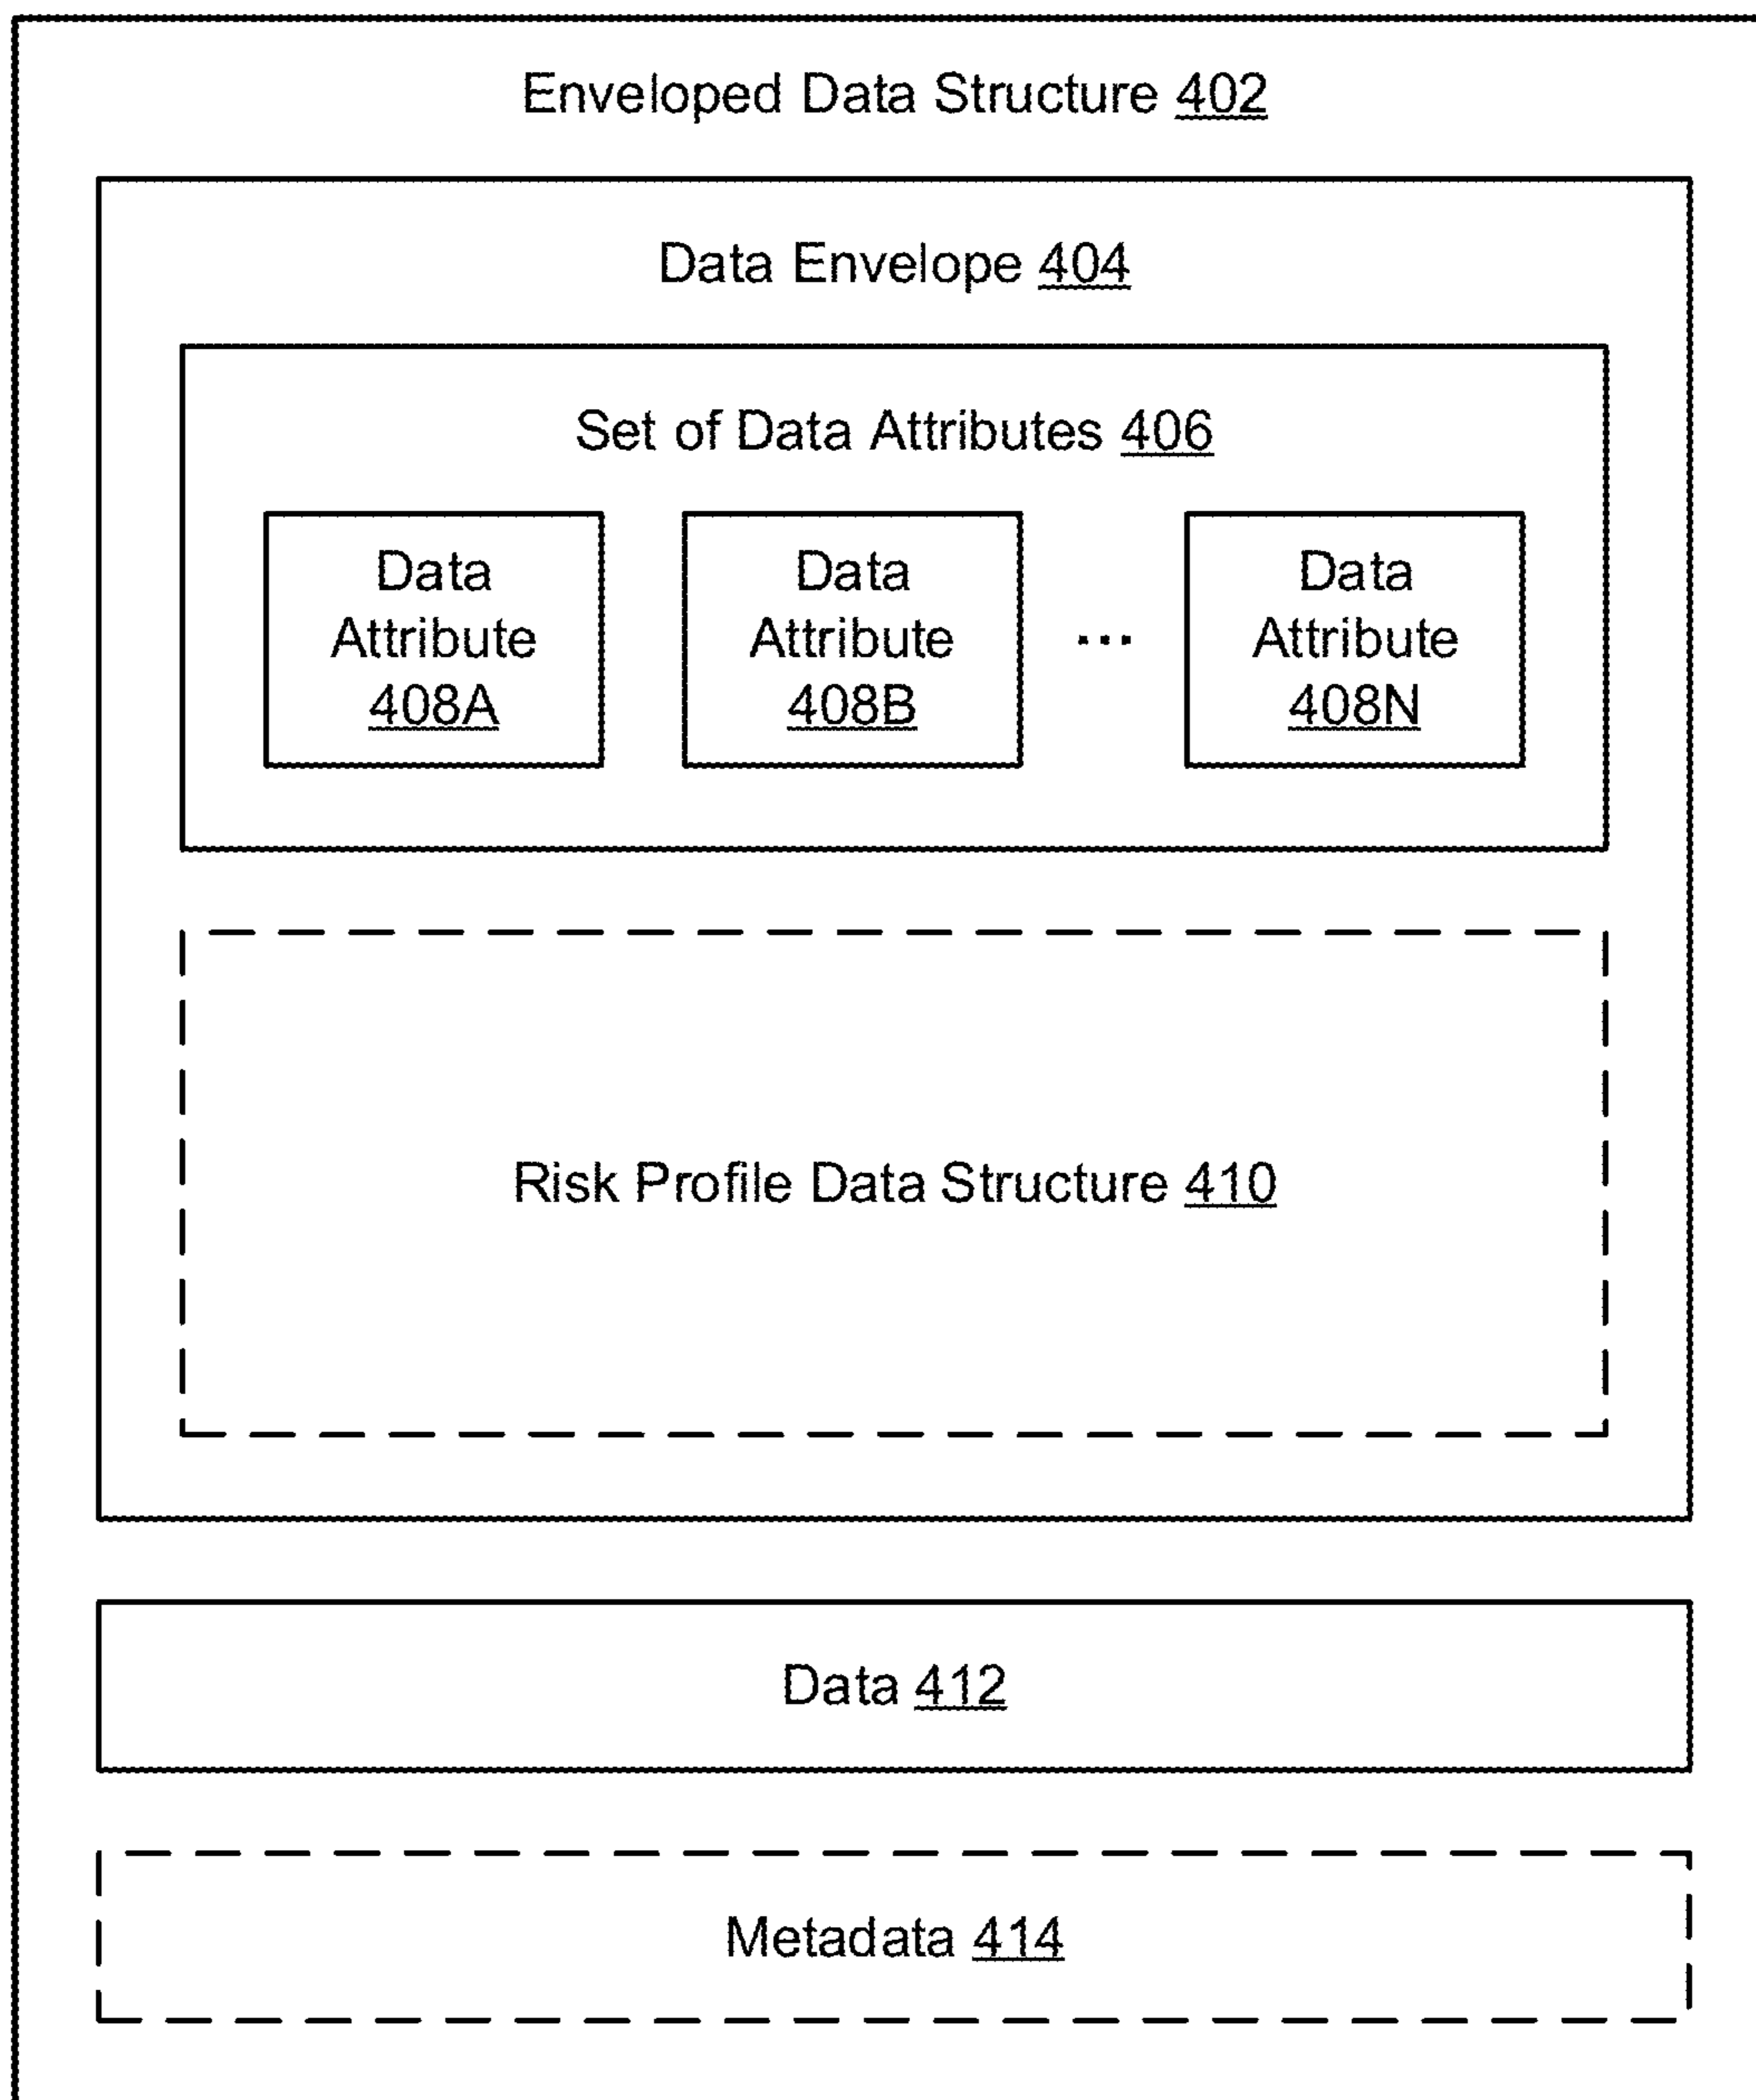 Enveloped Data Structure 402
Data Envelope 404
Set of Data Attributes 406
Data
Attribute
408A
Data
Attribute
408B
...
Data
Attribute
408N
Risk Profile Data Structure 410
Data 412
Metadata 414